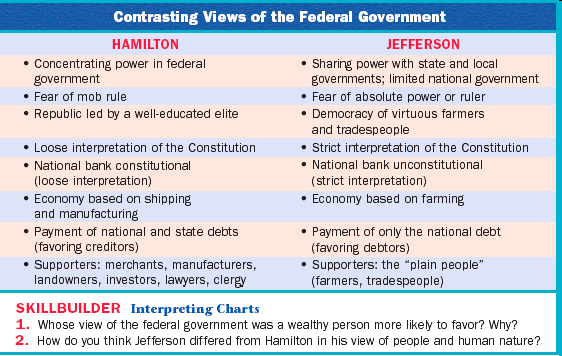 Contrasting Views of the Federal Government
HAMILTON JEFFERSON
• Concentrating power in federal
government
• Sharing power with state and local
governments; limited national government
• Fear of mob rule
• Fear of absolute power or ruler
• Republic led by a well-educated elite
• Democracy of virtuous farmers
and tradespeople
• Loose interpretation of the Constitution
• Strict interpretation of the Constitution
• National bank constitutional
(loose interpretation)
• National bank unconstitutional
(strict interpretation)
• Economy based on shipping
and manufacturing
• Economy based on farming
• Payment of national and state debts
(favoring creditors)
• Payment of only the national debt
(favoring debtors)
• Supporters: merchants, manufacturers,
landowners, investors, lawyers, clergy
• Supporters: the “plain people”
(farmers, tradespeople)
SKILLBUILDER Interpreting Charts
1. Whose view of the federal government was a wealthy person more likely to favor? Why?
2. How do you think Jefferson differed from Hamilton in his view of people and human nature?